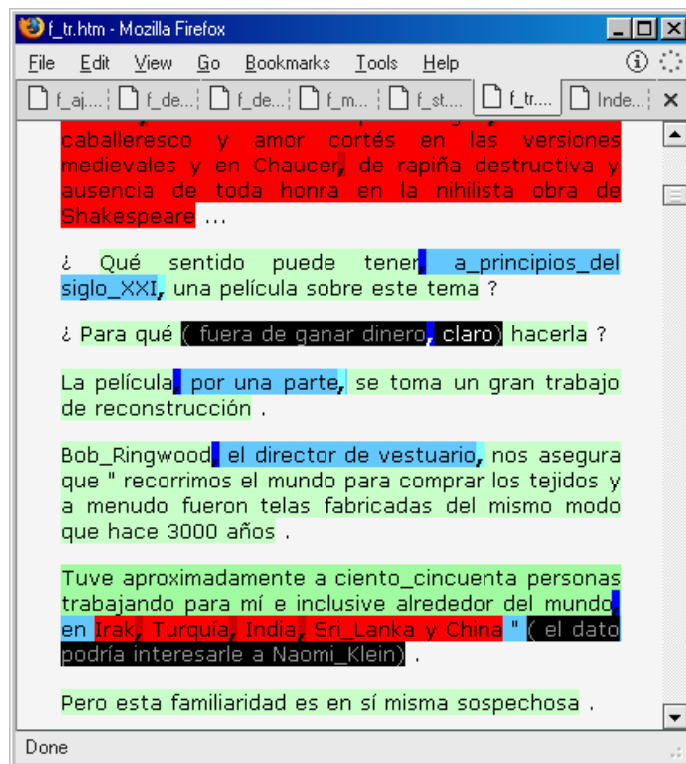 f_tr.htm - Mozilla Firefox
File Edit View Go Bookmarks Tools Help
f_aj.... f_de... f_de... f_m... f_st.... f_tr.... Inde...
caballeresco y amor cortés en las versiones
medievales y en Chaucer, de rapiña destructiva y
ausencia de toda honra en la nihilista obra de
Shakespeare ...
¿ Qué sentido puede tener, a_principios_del
siglo_XXI, una película sobre este tema ?
¿ Para qué ( fuera de ganar dinero, claro) hacerla ?
La película, por una parte, se toma un gran trabajo
de reconstrucción .
Bob_Ringwood, el director de vestuario, nos asegura
que " recorrimos el mundo para comprar los tejidos y
a menudo fueron telas fabricadas del mismo modo
que hace 3000 años .
Tuve aproximadamente a ciento_cincuenta personas
trabajando para mí e inclusive alrededor del mundo,
en Irak, Turquía, India, Sri_Lanka y China " ( el dato
podría interesarle a Naomi_Klein) .
Pero esta familiaridad es en sí misma sospechosa .
Done